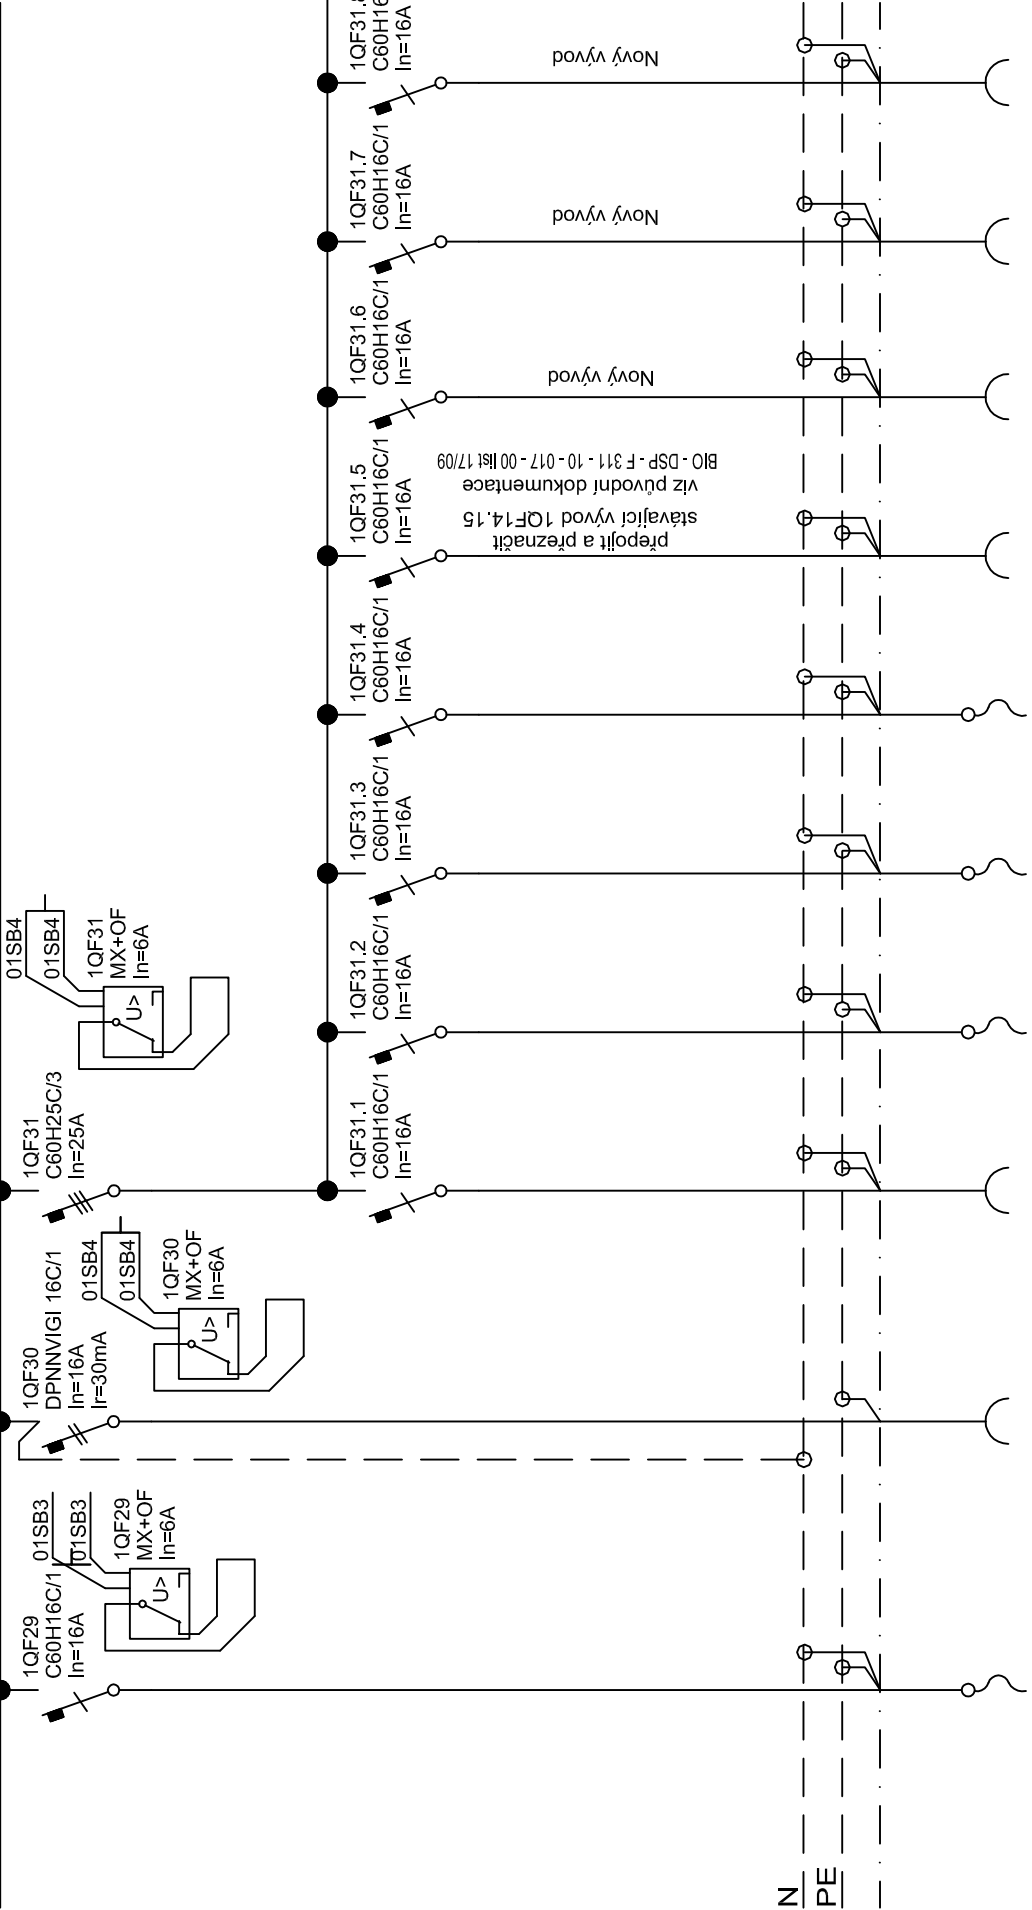 1QF29
C60H16C/1
In=16A
01SB3
01SB3
1QF29
MX+OF
In=6A
U>
1QF30
DPNNVIGI 16C/1
In=16A
Ir=30mA
01SB4
01SB4
1QF30
MX+OF
In=6A
U>
1QF31
C60H25C/3
In=25A
01SB4
01SB4
1QF31
MX+OF
In=6A
U>
1QF31.1
C60H16C/1
In=16A
1QF31.2
C60H16C/1
In=16A
1QF31.3
C60H16C/1
In=16A
1QF31.4
C60H16C/1
In=16A
1QF31.5
C60H16C/1
In=16A
přepojit a přeznačit
stávající vývod 1QF14.15
viz původní dokumentace
BIO - DSP - F 311 - 10 - 017 - 00 list 17/09
1QF31.6
C60H16C/1
In=16A
Nový vývod
1QF31.7
C60H16C/1
In=16A
Nový vývod
1QF31.8
C60H16
In=16A
Nový vývod
N
PE